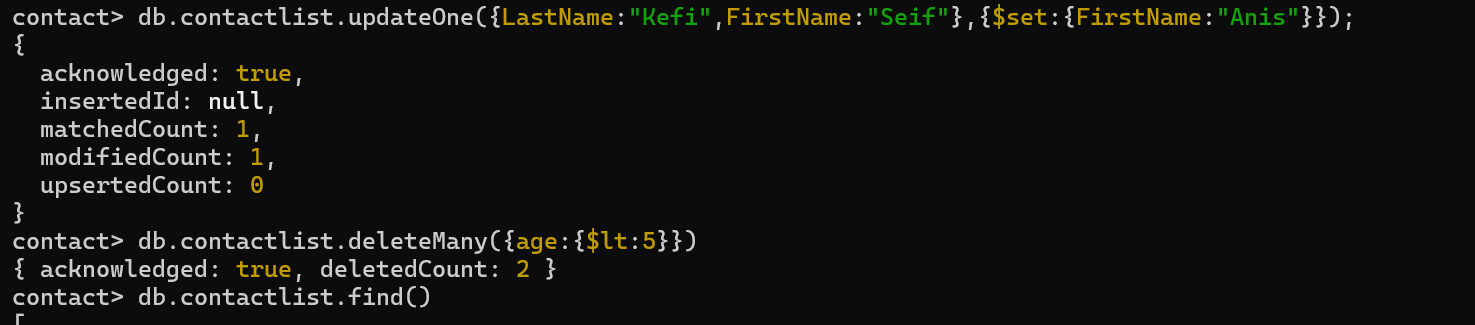 contact> db.contactlist.updateOne({LastName:"Kefi",FirstName:"Seif"},{$set:{FirstName:"Anis"}});
{
  acknowledged: true,
  insertedId: null,
  matchedCount: 1,
  modifiedCount: 1,
  upsertedCount: 0
}
contact> db.contactlist.deleteMany({age:{$lt:5}})
{ acknowledged: true, deletedCount: 2 }
contact> db.contactlist.find()
[